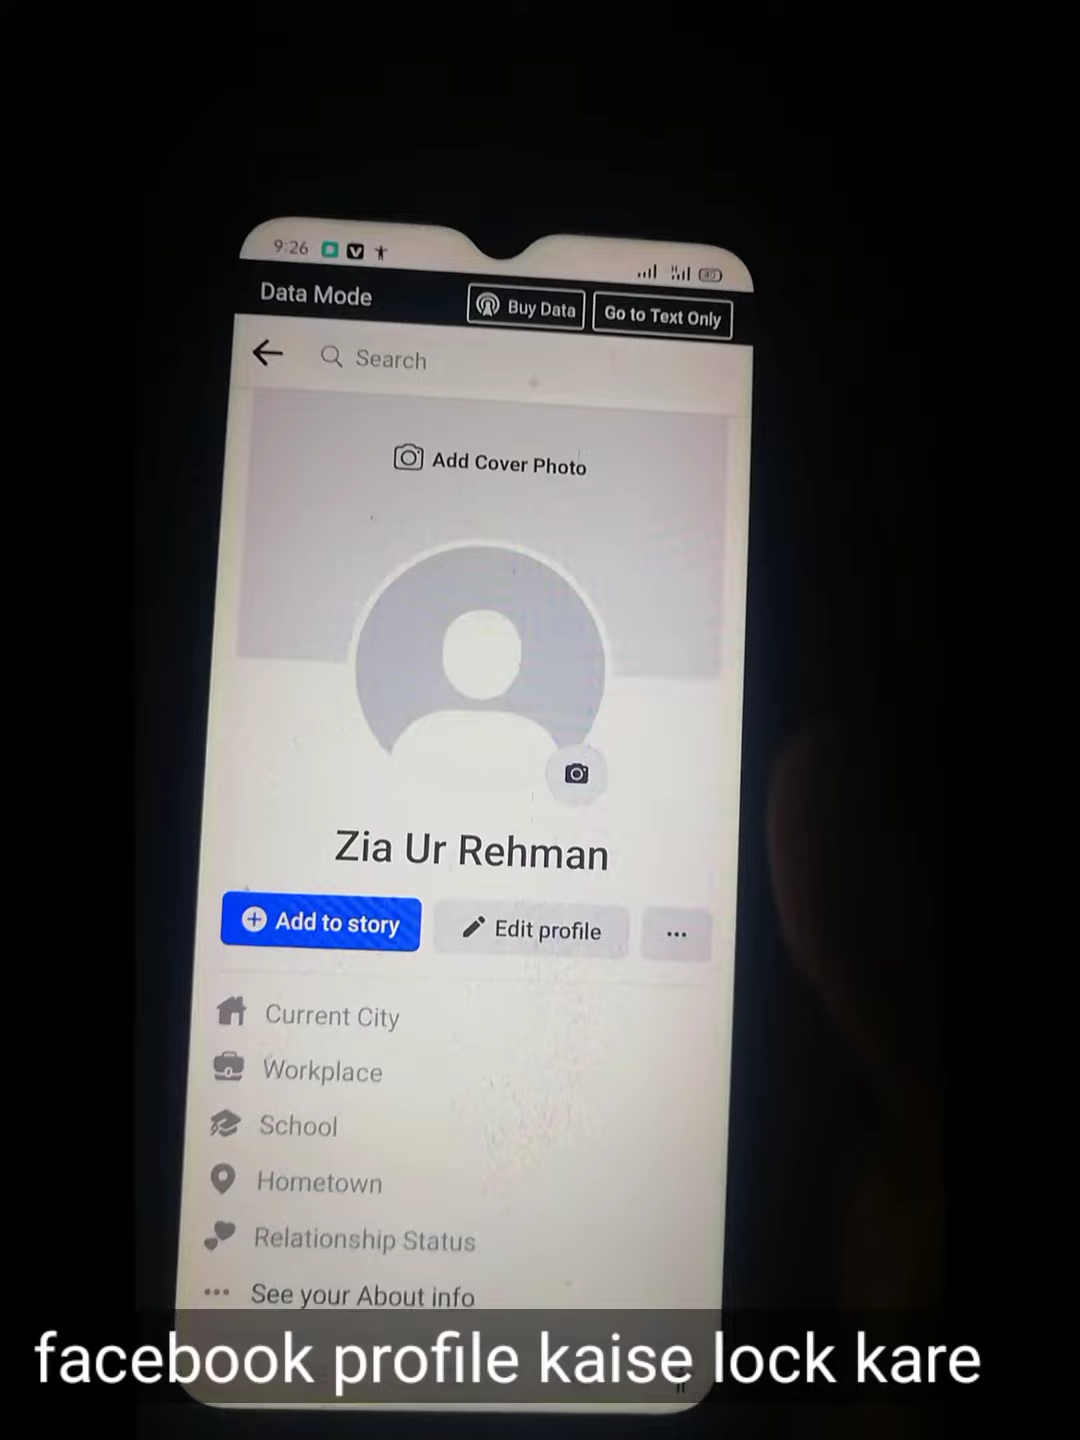 9:26
Data Mode
Buy Data
Go to Text Only
Search
Add Cover Photo
Zia Ur Rehman
Add to story
Edit profile
Current City
Workplace
School
Hometown
Relationship Status
See your About info
facebook profile kaise lock kare